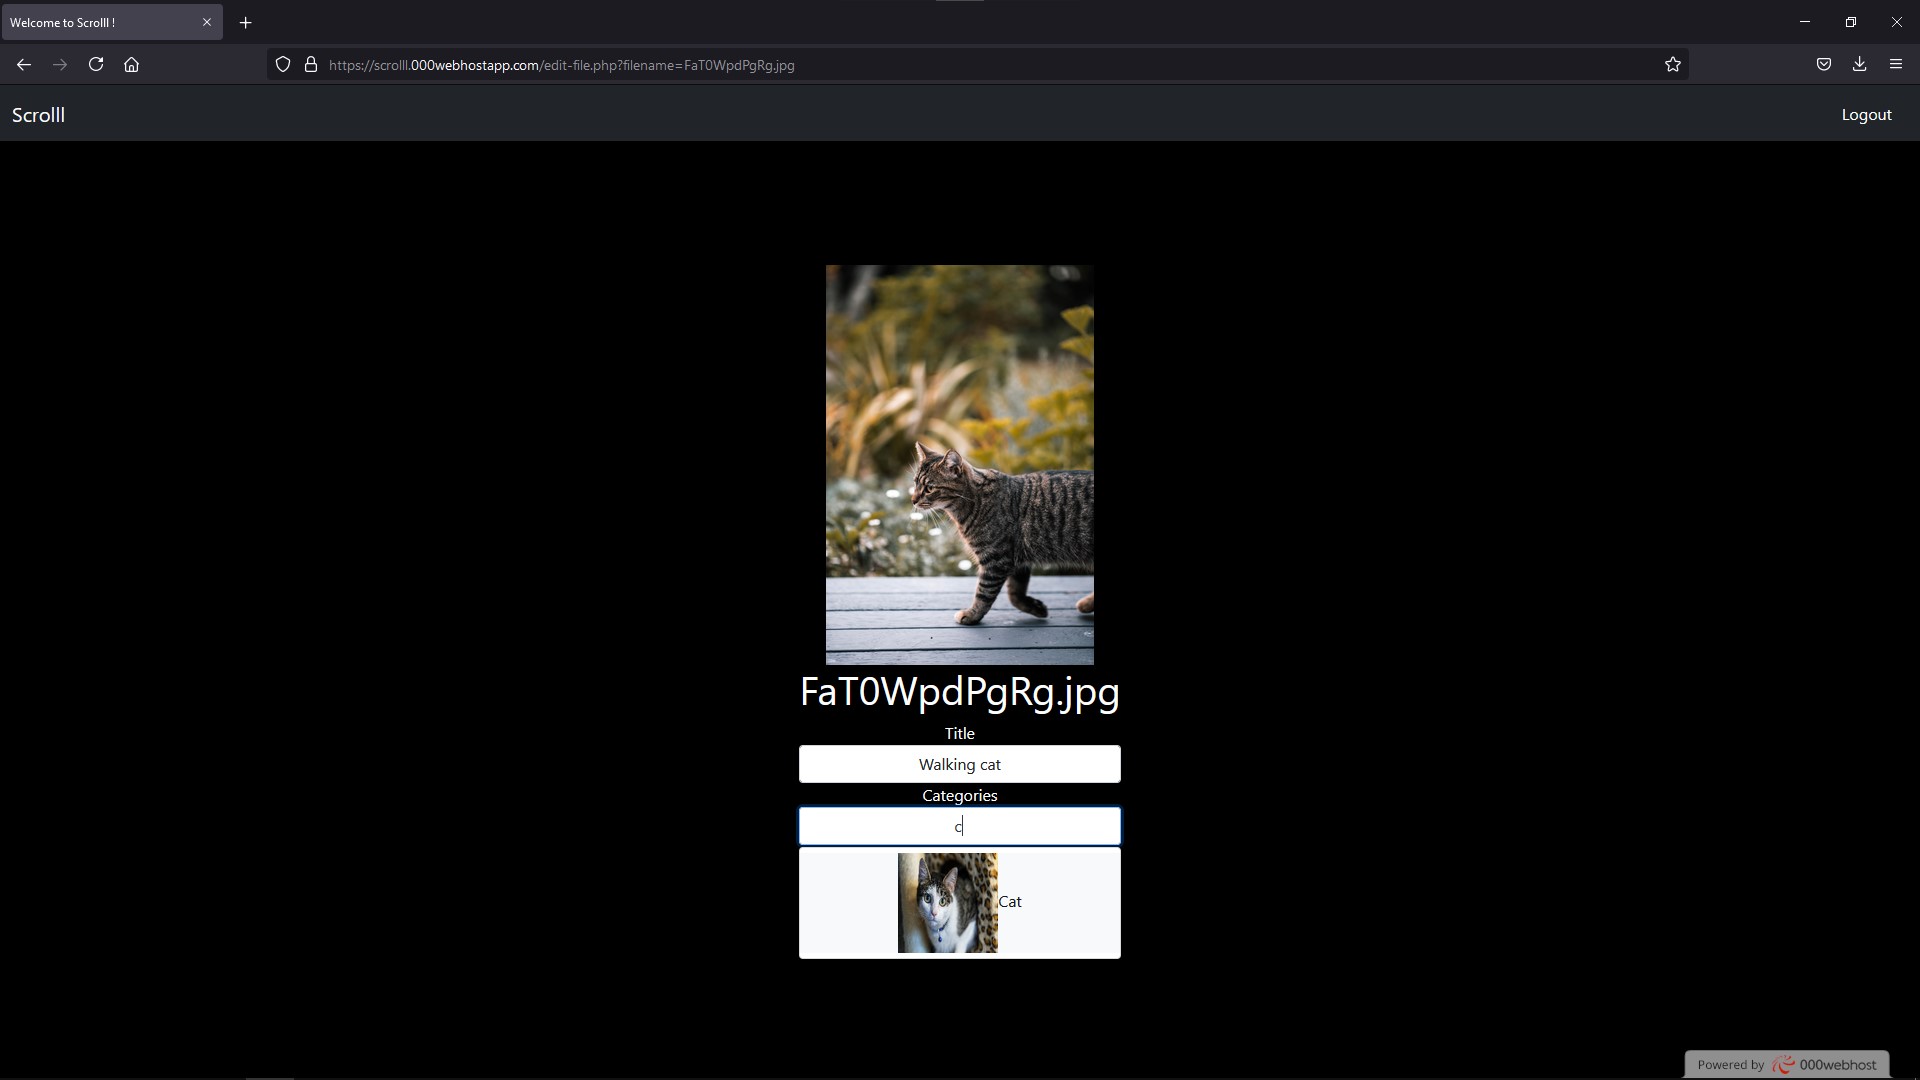 Welcome to Scrolll !
https://scrolll.000webhostapp.com/edit-file.php?filename=FaT0WpdPgRg.jpg
Scrolll
Logout
FaT0WpdPgRg.jpg
Title
Walking cat
Categories
c
Cat
Powered by 000webhost